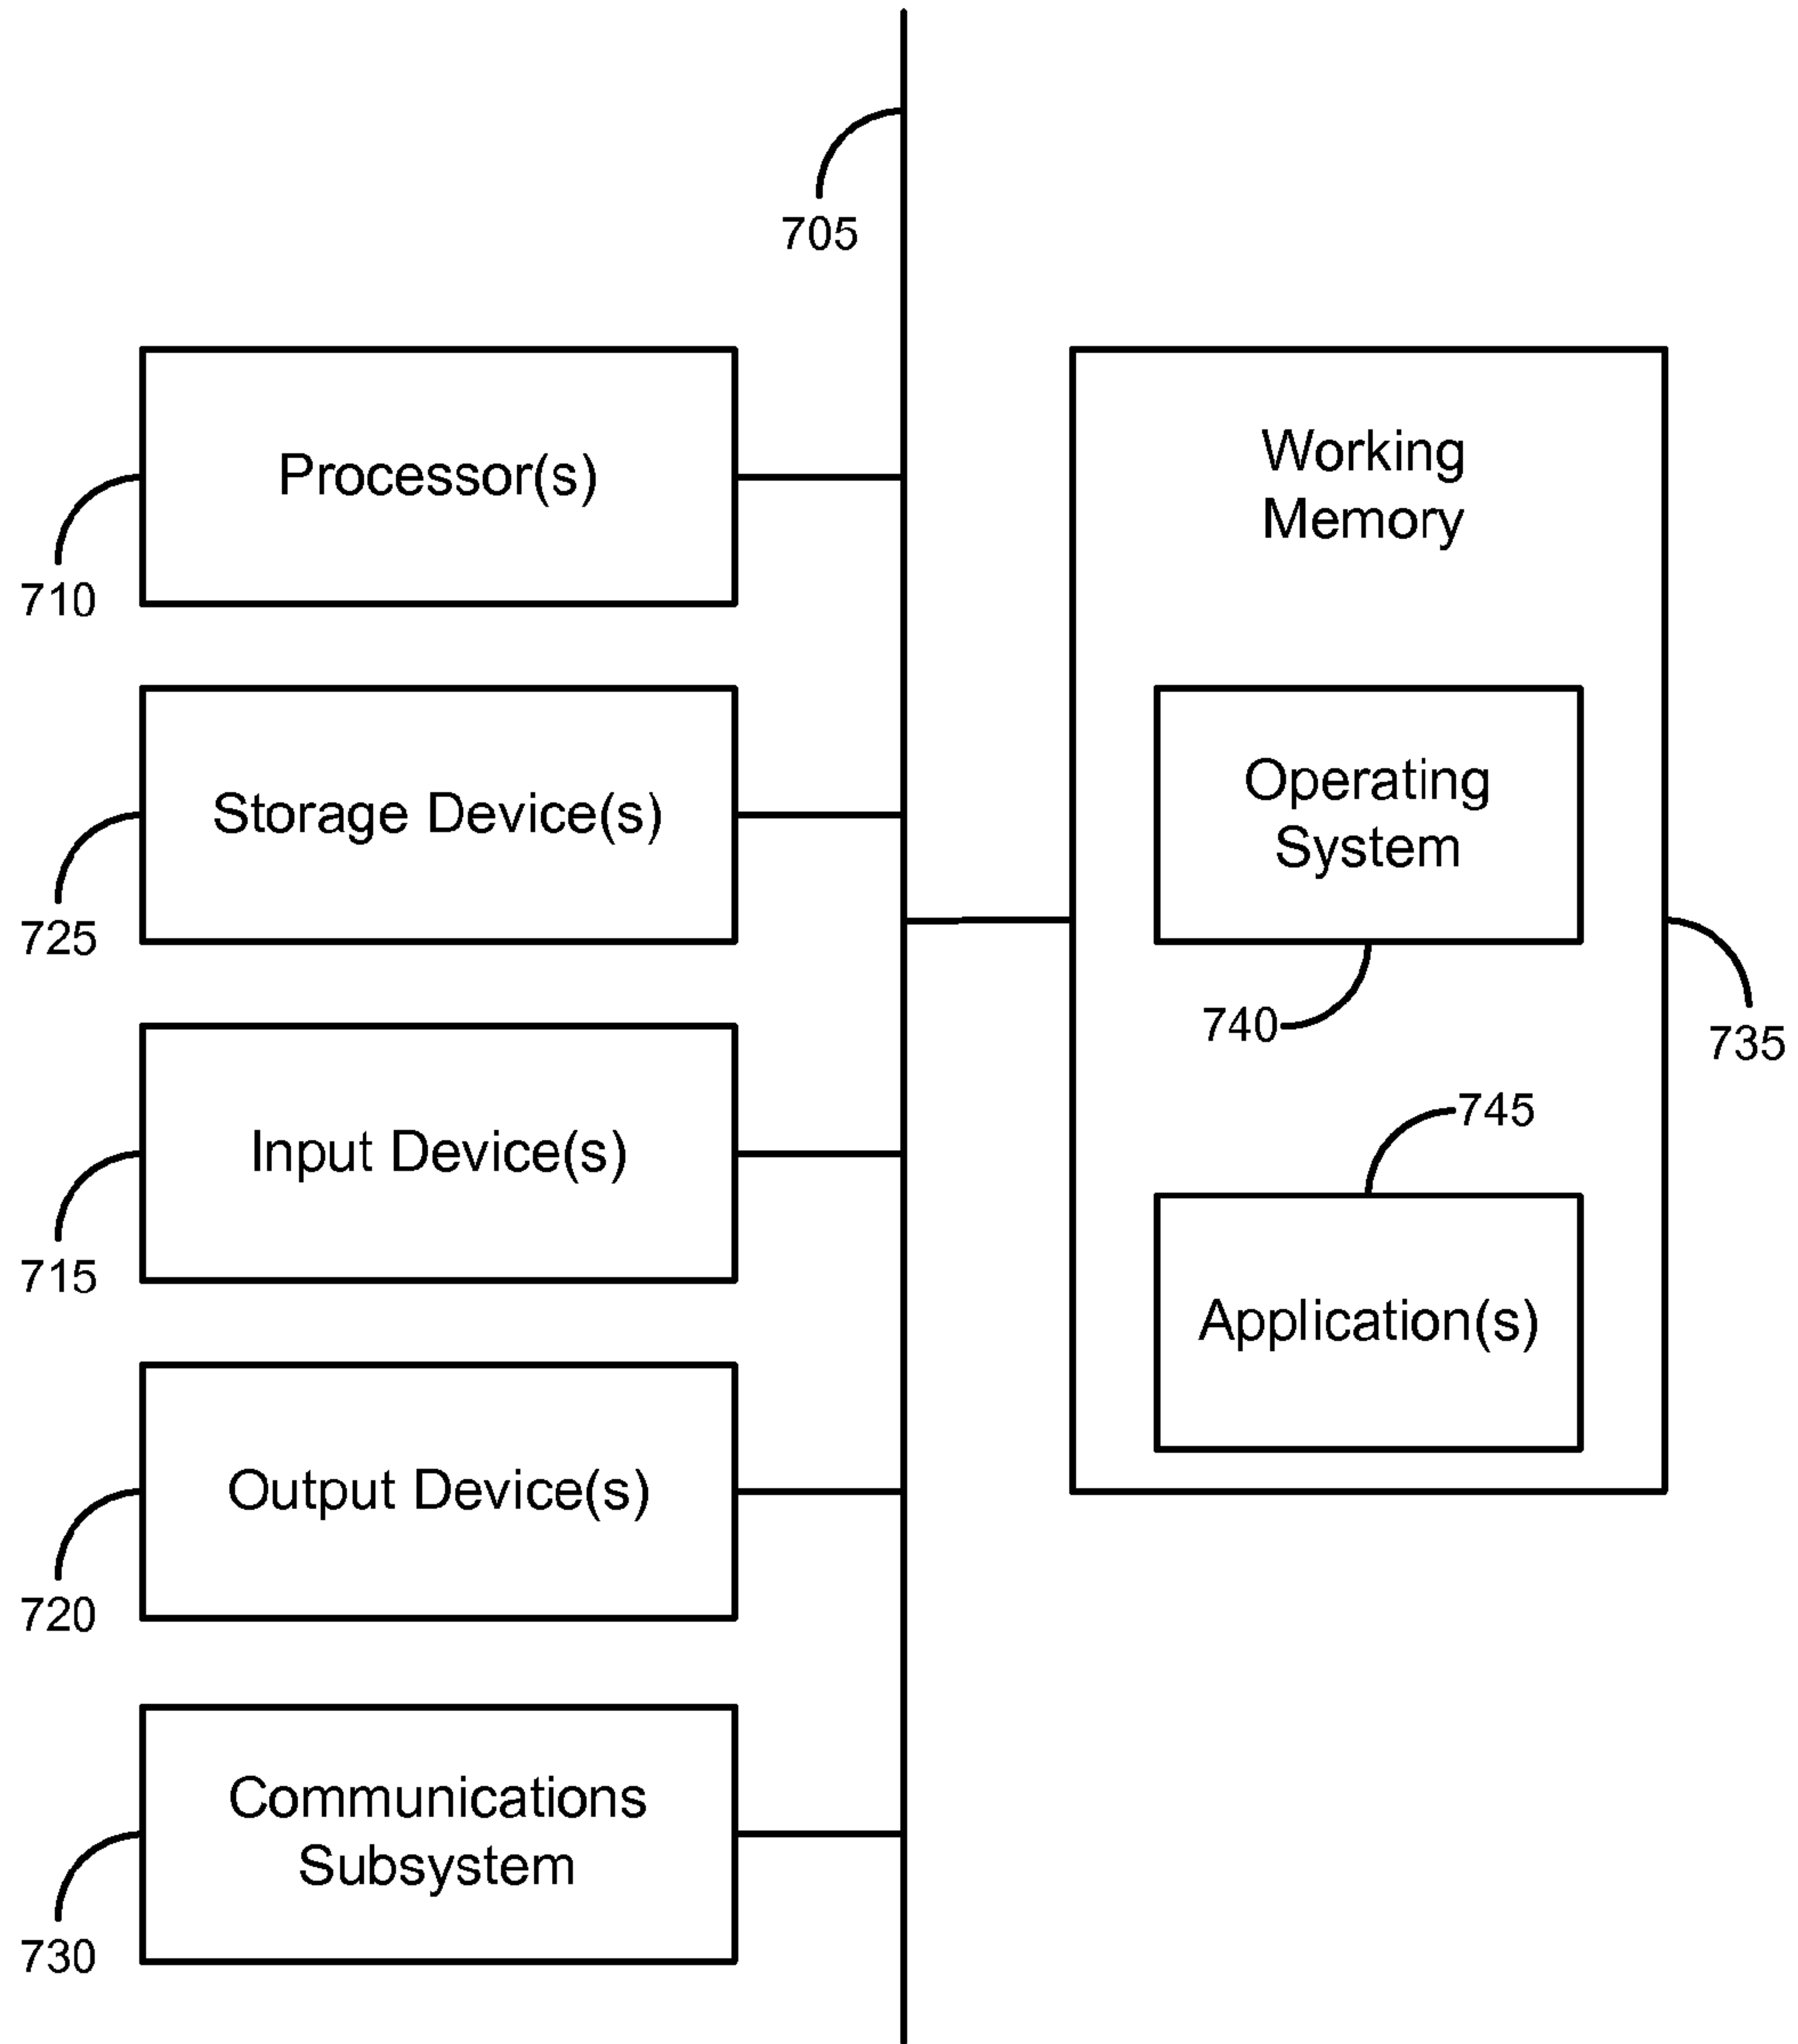 705
Processor(s)
710
Storage Device(s)
725
Input Device(s)
715
Output Device(s)
720
Communications
Subsystem
730
Working
Memory
Operating
System
740
735
745
Application(s)